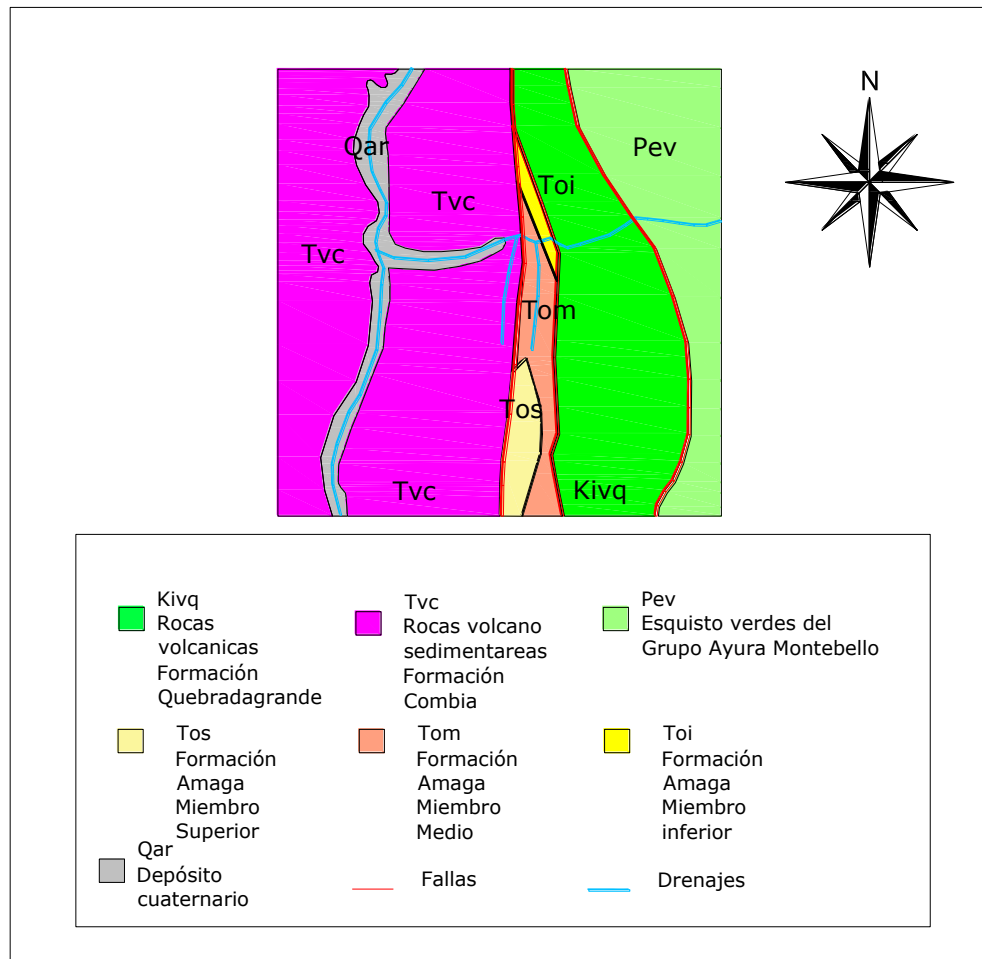 N
Qar
Pev
Toi
Tvc
Tvc
Tom
Tos
Tvc
Kivq
Kivq
Rocas
volcanicas
Formación
Quebradagrande
Tvc
Rocas volcano
sedimentareas
Formación
Combia
Pev
Esquisto verdes del
Grupo Ayura Montebello
Tos
Formación
Amaga
Miembro
Superior
Tom
Formación
Amaga
Miembro
Medio
Toi
Formación
Amaga
Miembro
inferior
Qar
Depósito
cuaternario
Fallas
Drenajes